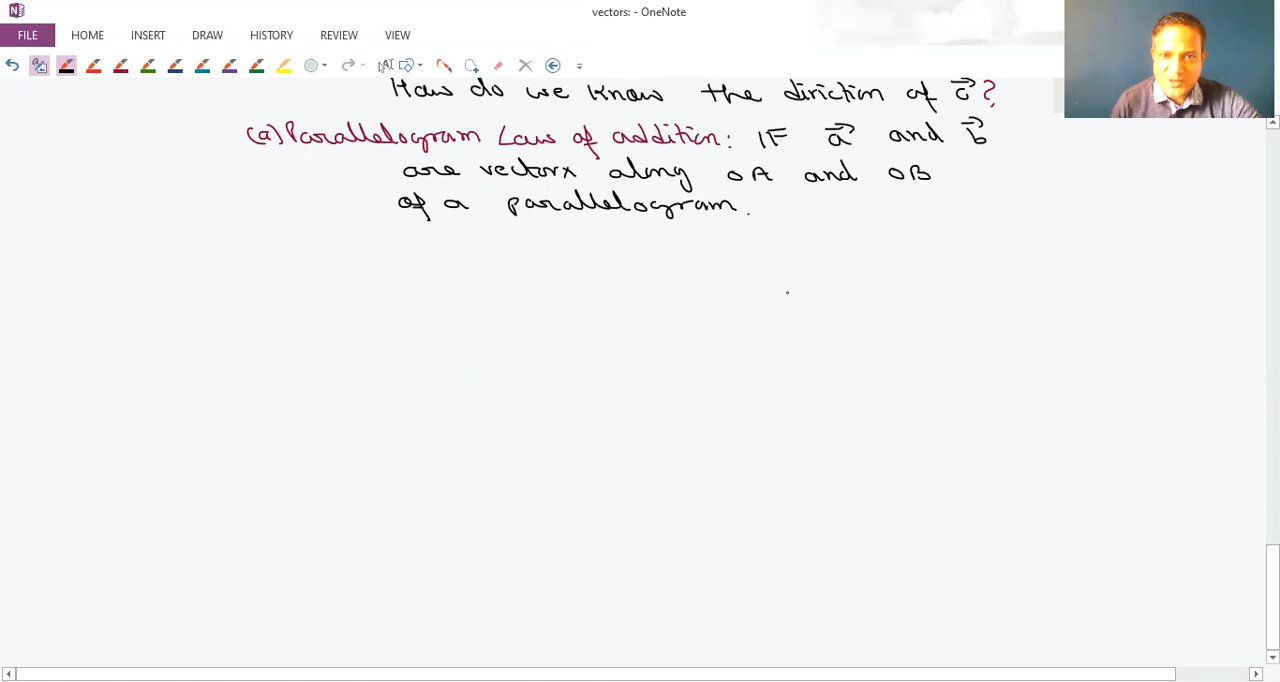 vectors: - OneNote
FILE HOME INSERT DRAW HISTORY REVIEW VIEW
How do we know the diriction of c⃗?
(a) Parallelogram Law of addition: IF a⃗ and b⃗
are vectors along OA and OB
of a parallelogram.